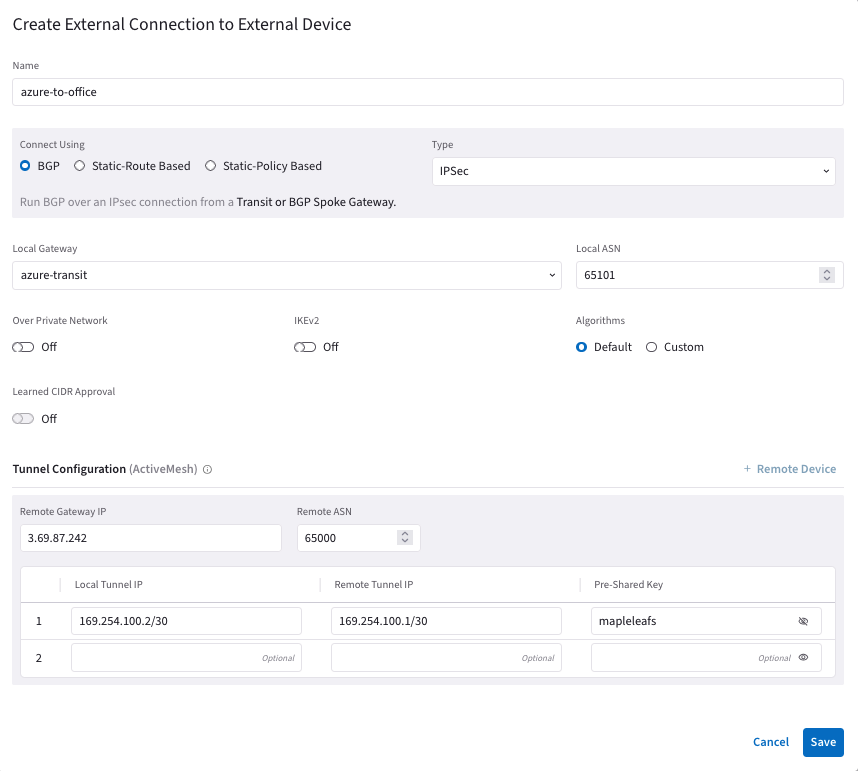 Create External Connection to External Device
Name
azure-to-office
Connect Using
Type
BGP Static-Route Based Static-Policy Based
IPSec
Run BGP over an IPsec connection from a Transit or BGP Spoke Gateway.
Local Gateway Local ASN
azure-transit 65101
Over Private Network IKEv2 Algorithms
Off Off Default Custom
Learned CIDR Approval
Off
Tunnel Configuration (ActiveMesh) + Remote Device
Remote Gateway IP Remote ASN
3.69.87.242 65000
Local Tunnel IP Remote Tunnel IP Pre-Shared Key
1 169.254.100.2/30 169.254.100.1/30 mapleleafs
2 Optional Optional Optional
Cancel Save